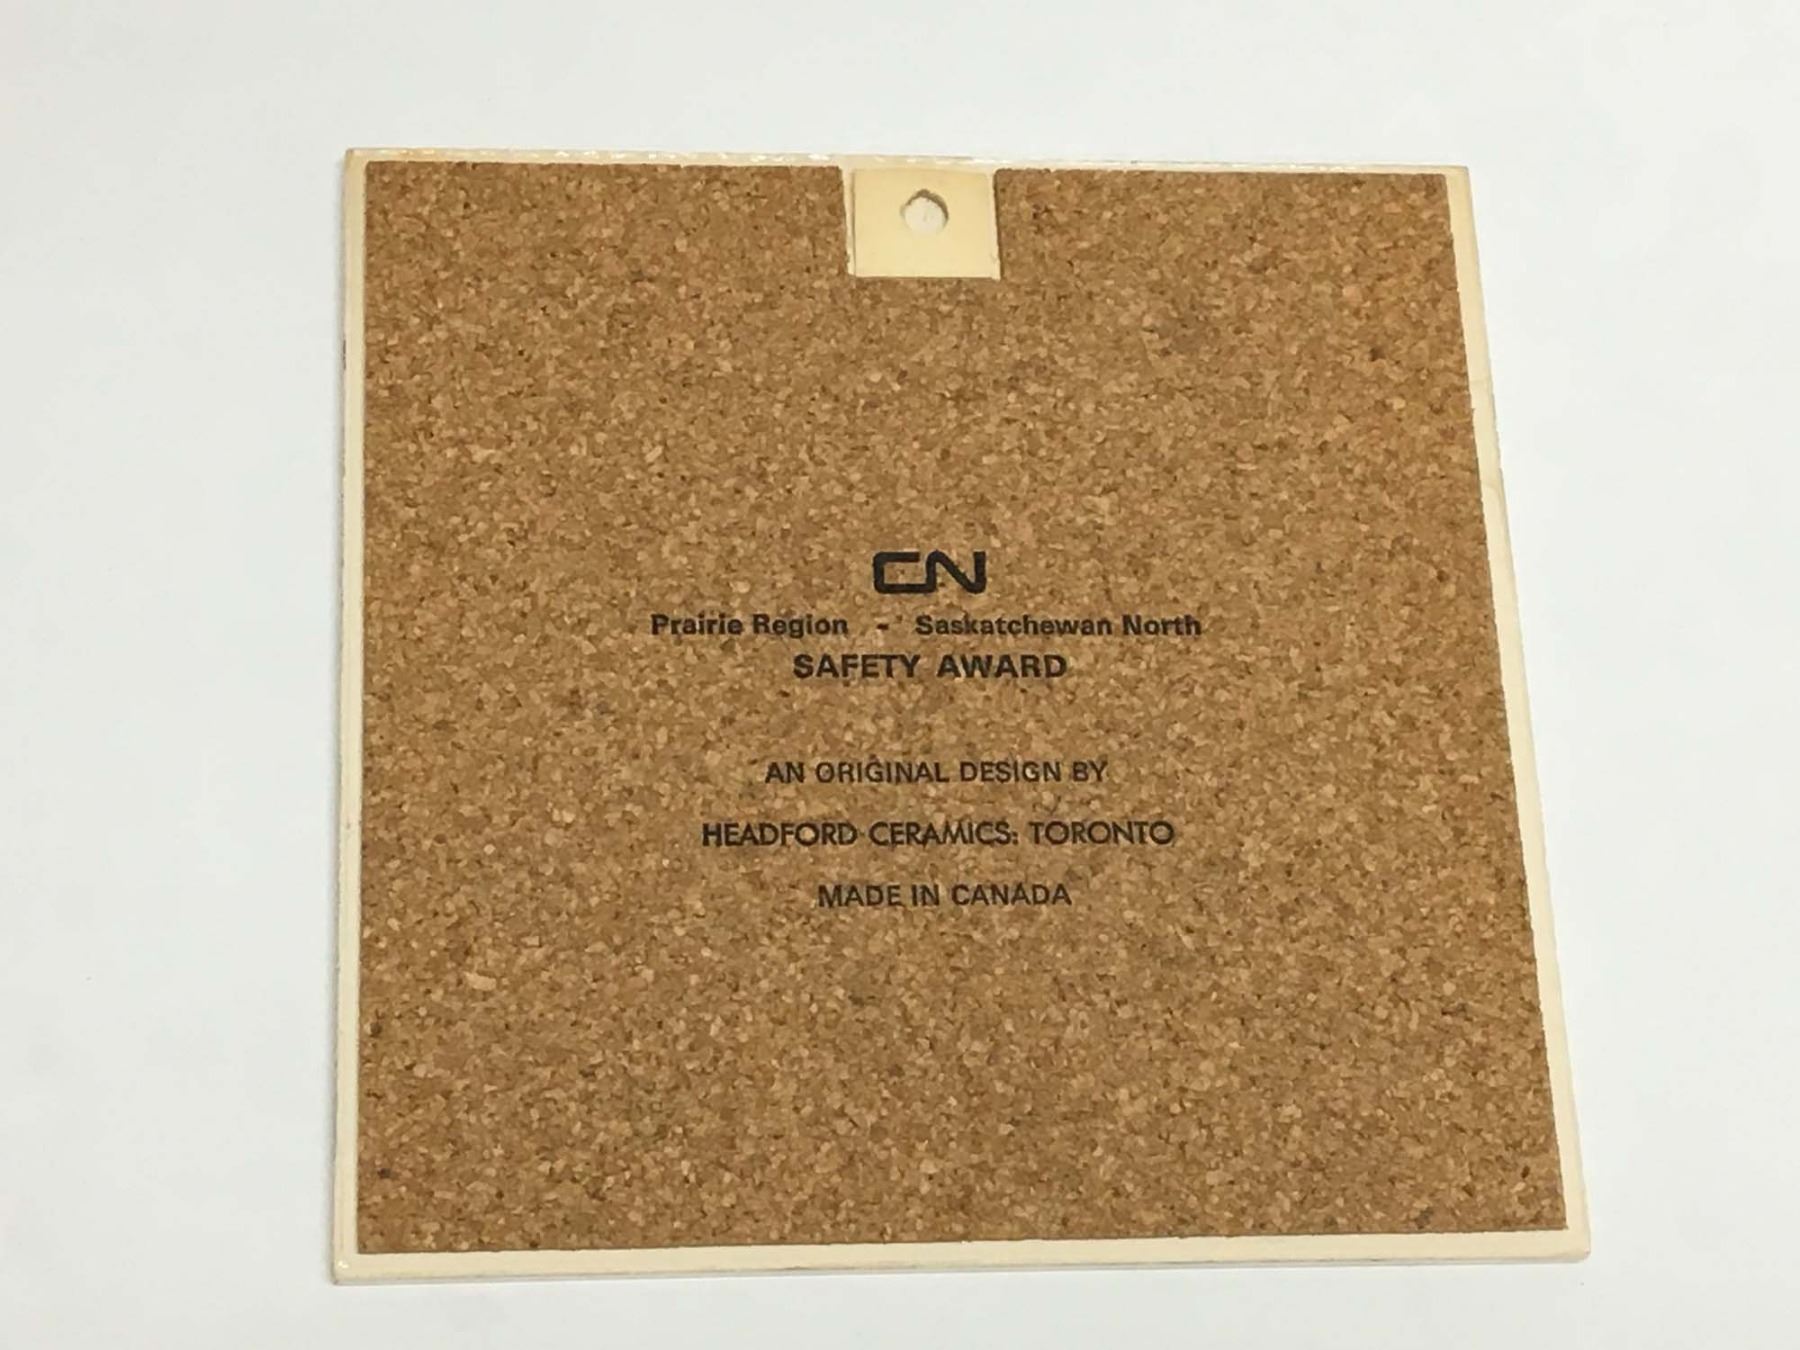 CN
Prairie Region - Saskatchewan North
SAFETY AWARD
AN ORIGINAL DESIGN BY
HEADFORD CERAMICS: TORONTO
MADE IN CANADA